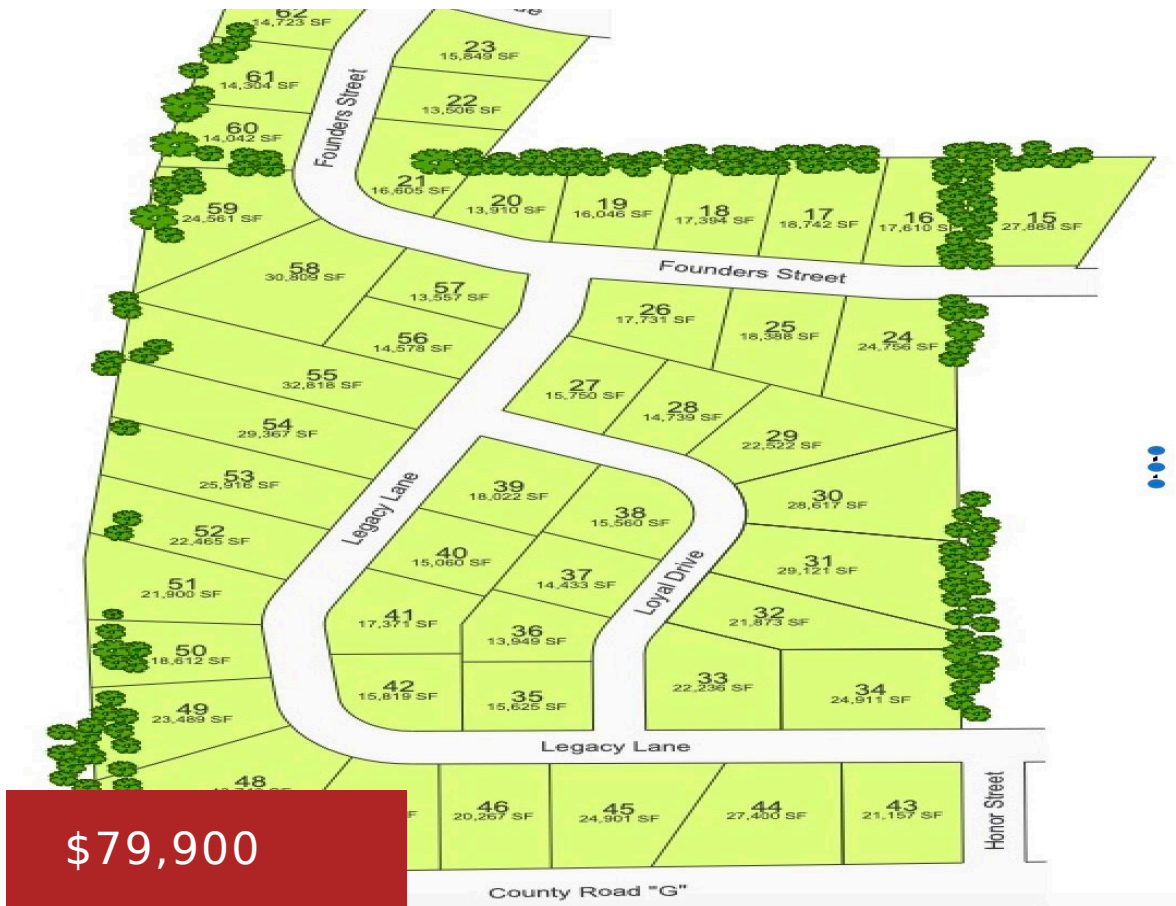 62
14,723 SF
23
15,849 SF
61
14,304 SF
22
13,506 SF
60
14,042 SF
Founders Street
21
16,605 SF
20
13,910 SF
19
16,046 SF
18
17,394 SF
17
18,742 SF
16
17,610 SF
15
27,888 SF
59
24,561 SF
58
30,809 SF
57
13,557 SF
Founders Street
56
14,578 SF
26
17,731 SF
25
18,388 SF
24
24,756 SF
55
32,818 SF
27
15,750 SF
28
14,739 SF
54
29,367 SF
29
22,522 SF
53
25,916 SF
39
18,022 SF
30
28,617 SF
Legacy Lane
38
15,560 SF
52
22,465 SF
40
15,060 SF
31
29,121 SF
51
21,900 SF
37
14,433 SF
Loyal Drive
41
17,371 SF
36
13,949 SF
32
21,873 SF
50
18,612 SF
42
15,819 SF
35
15,625 SF
33
22,236 SF
34
24,911 SF
49
23,489 SF
Legacy Lane
48
46
20,267 SF
45
24,901 SF
44
27,400 SF
43
21,157 SF
Honor Street
$79,900
County Road "G"